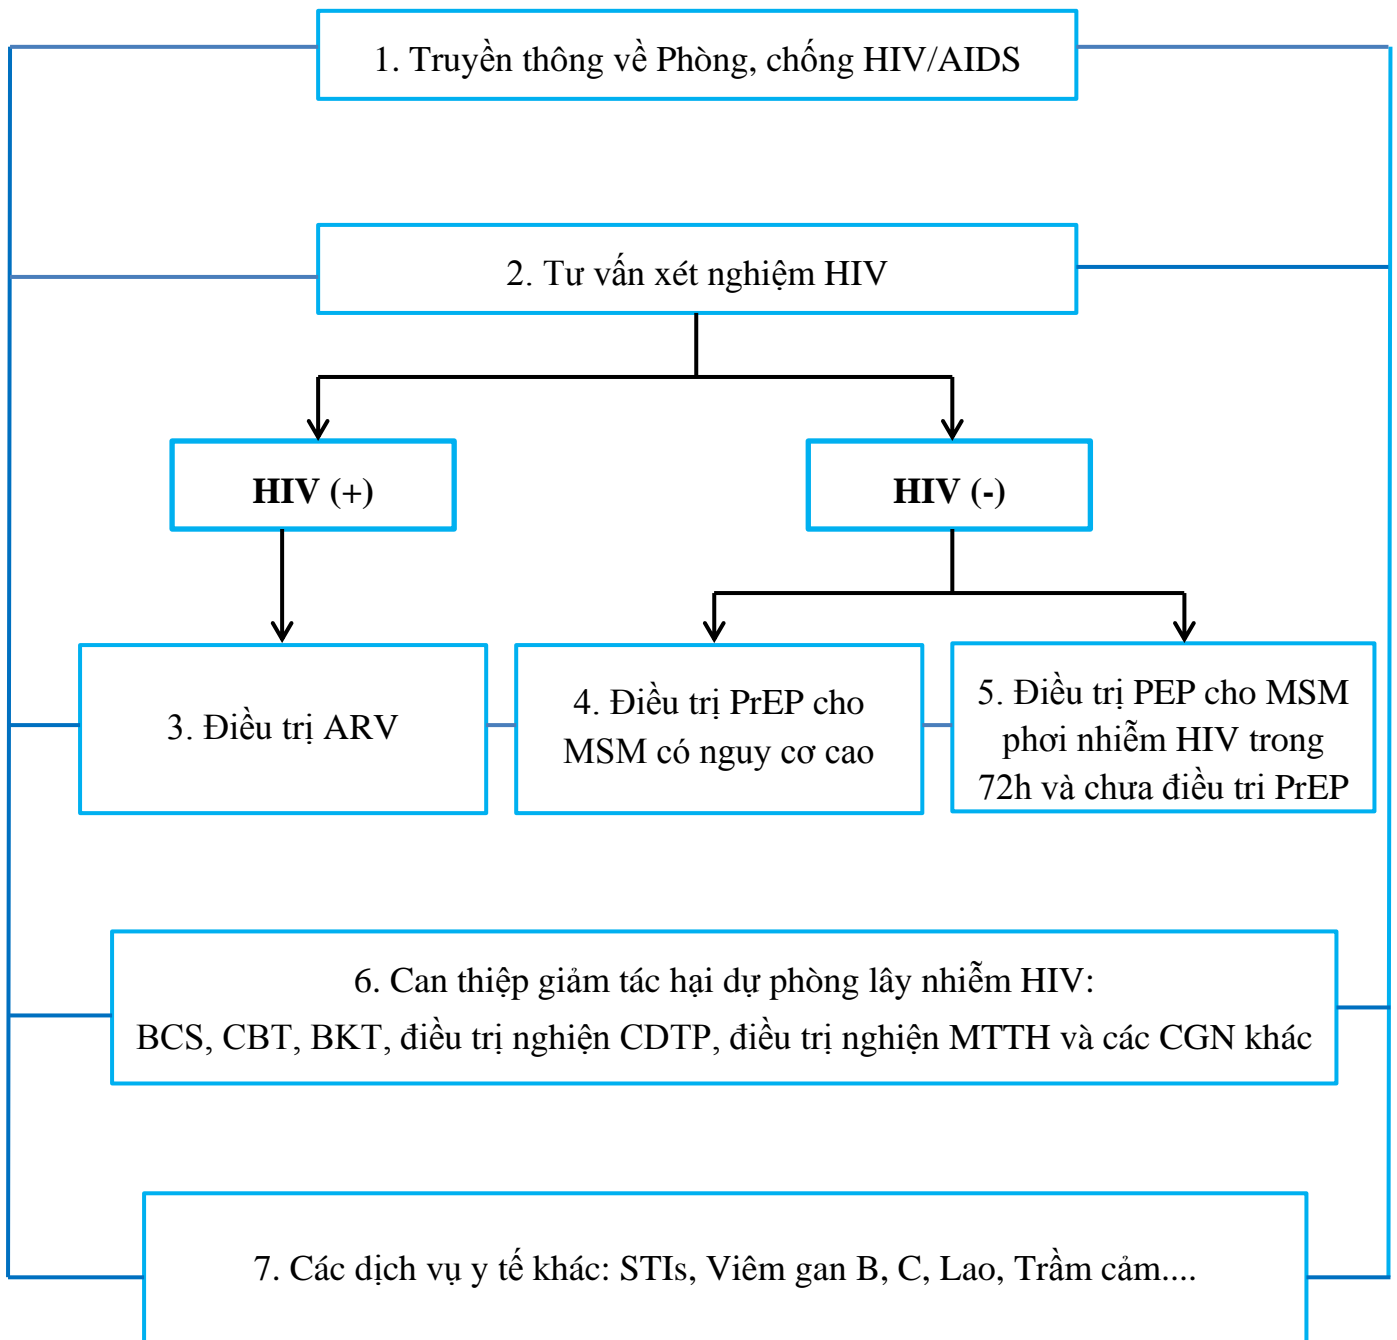 1. Truyền thông về Phòng, chống HIV/AIDS
2. Tư vấn xét nghiệm HIV
HIV (+)
HIV (-)
3. Điều trị ARV
4. Điều trị PrEP cho
MSM có nguy cơ cao
5. Điều trị PEP cho MSM
phơi nhiễm HIV trong
72h và chưa điều tri PrEP
6. Can thiệp giảm tác hại dự phòng lây nhiễm HIV:
BCS, CBT, BKT, điều trị nghiện CDTP, điều trị nghiện MTTH và các CGN khác
7. Các dịch vụ y tế khác: STIs, Viêm gan B, C, Lao, Trầm cảm....